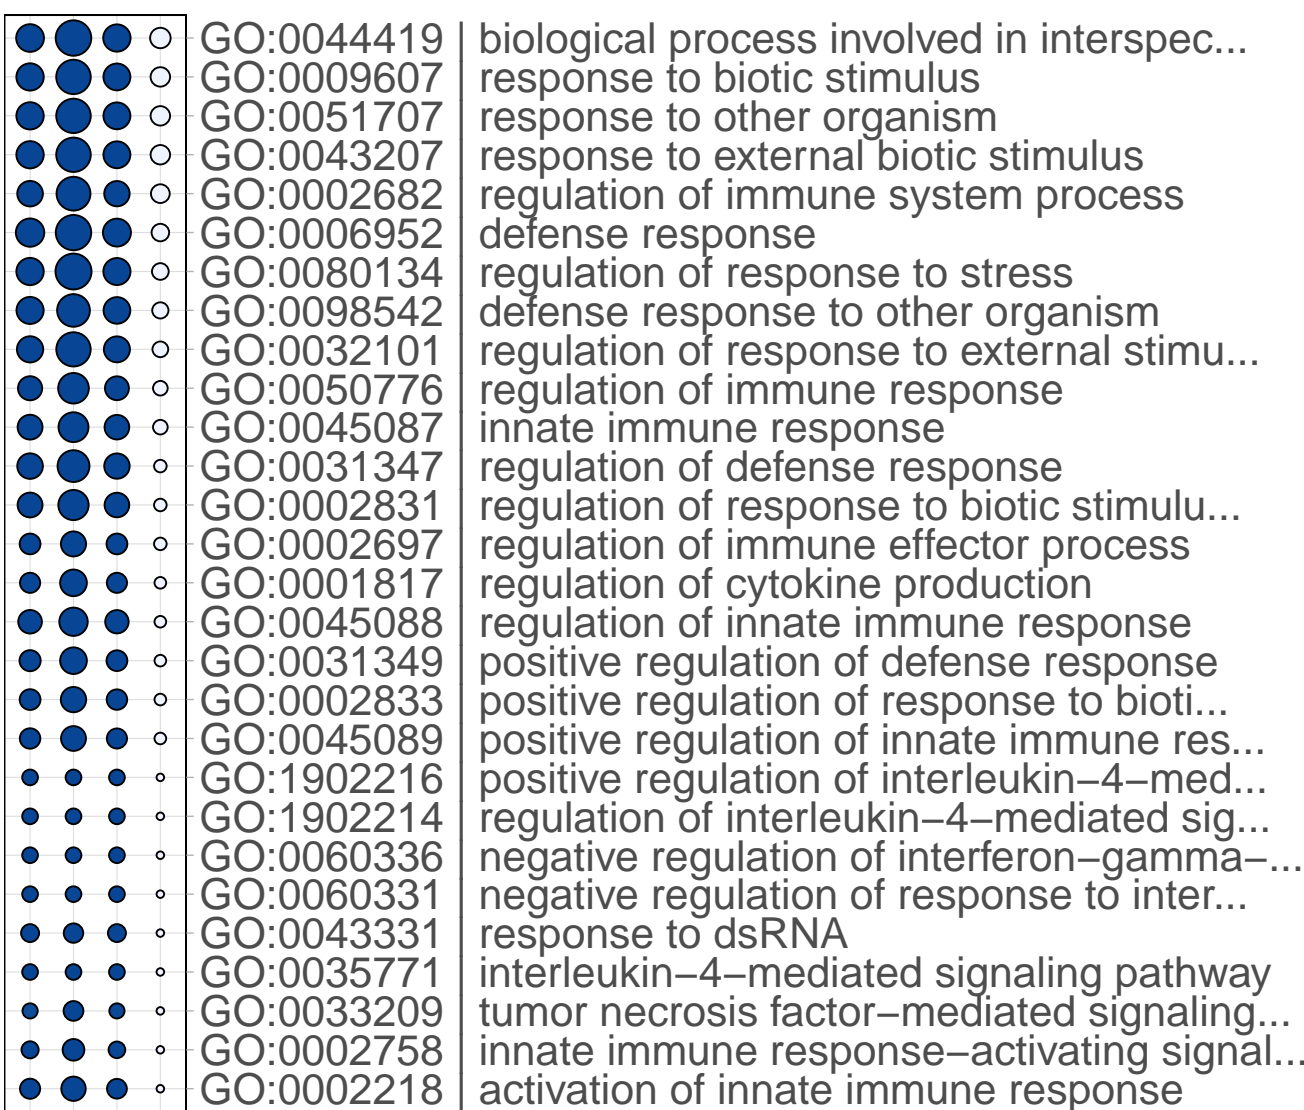 GO:0044419 | biological process involved in interspec...
GO:0009607 | response to biotic stimulus
GO:0051707 | response to other organism
GO:0043207 | response to external biotic stimulus
GO:0002682 | regulation of immune system process
GO:0006952 | defense response
GO:0080134 | regulation of response to stress
GO:0098542 | defense response to other organism
GO:0032101 | regulation of response to external stimu...
GO:0050776 | regulation of immune response
GO:0045087 | innate immune response
GO:0031347 | regulation of defense response
GO:0002831 | regulation of response to biotic stimulu...
GO:0002697 | regulation of immune effector process
GO:0001817 | regulation of cytokine production
GO:0045088 | regulation of innate immune response
GO:0031349 | positive regulation of defense response
GO:0002833 | positive regulation of response to bioti...
GO:0045089 | positive regulation of innate immune res...
GO:1902216 | positive regulation of interleukin−4−med...
GO:1902214 | regulation of interleukin−4−mediated sig...
GO:0060336 | negative regulation of interferon−gamma−...
GO:0060331 | negative regulation of response to inter...
GO:0043331 | response to dsRNA
GO:0035771 | interleukin−4−mediated signaling pathway
GO:0033209 | tumor necrosis factor−mediated signaling...
GO:0002758 | innate immune response−activating signal...
GO:0002218 | activation of innate immune response